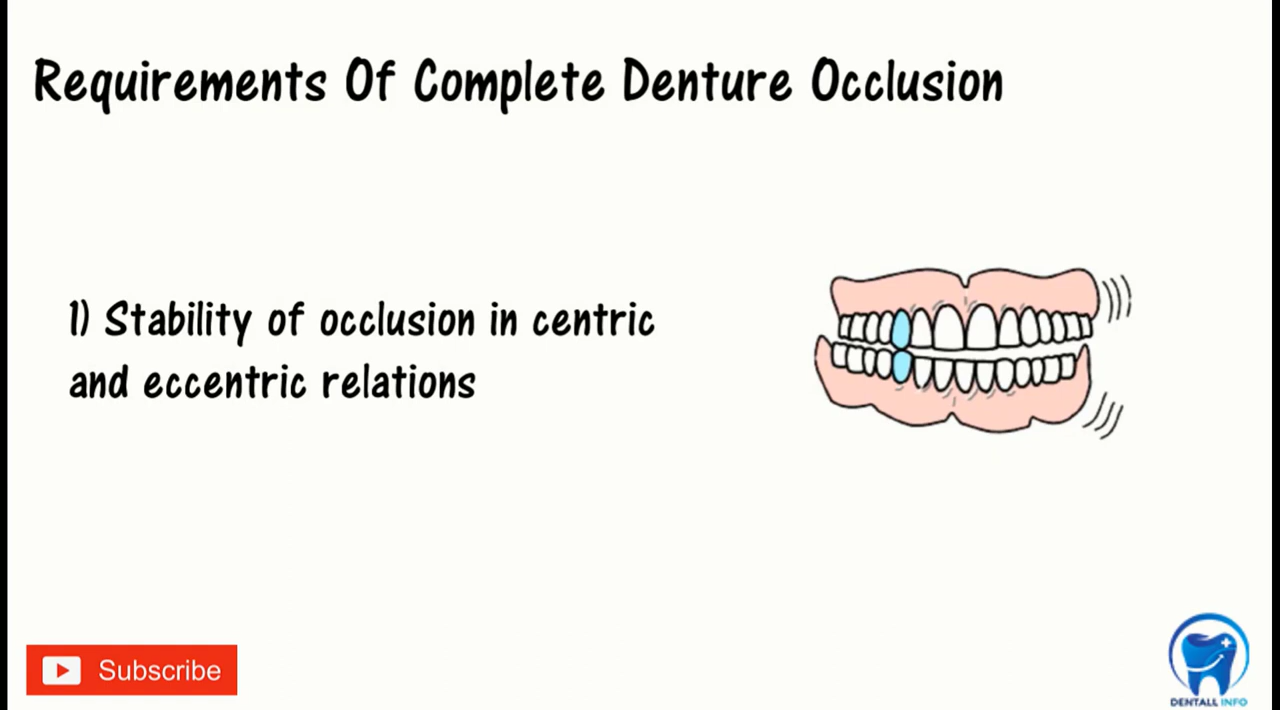 Requirements Of Complete Denture Occlusion
1) Stability of occlusion in centric
and eccentric relations
Subscribe
DENTALL INFO